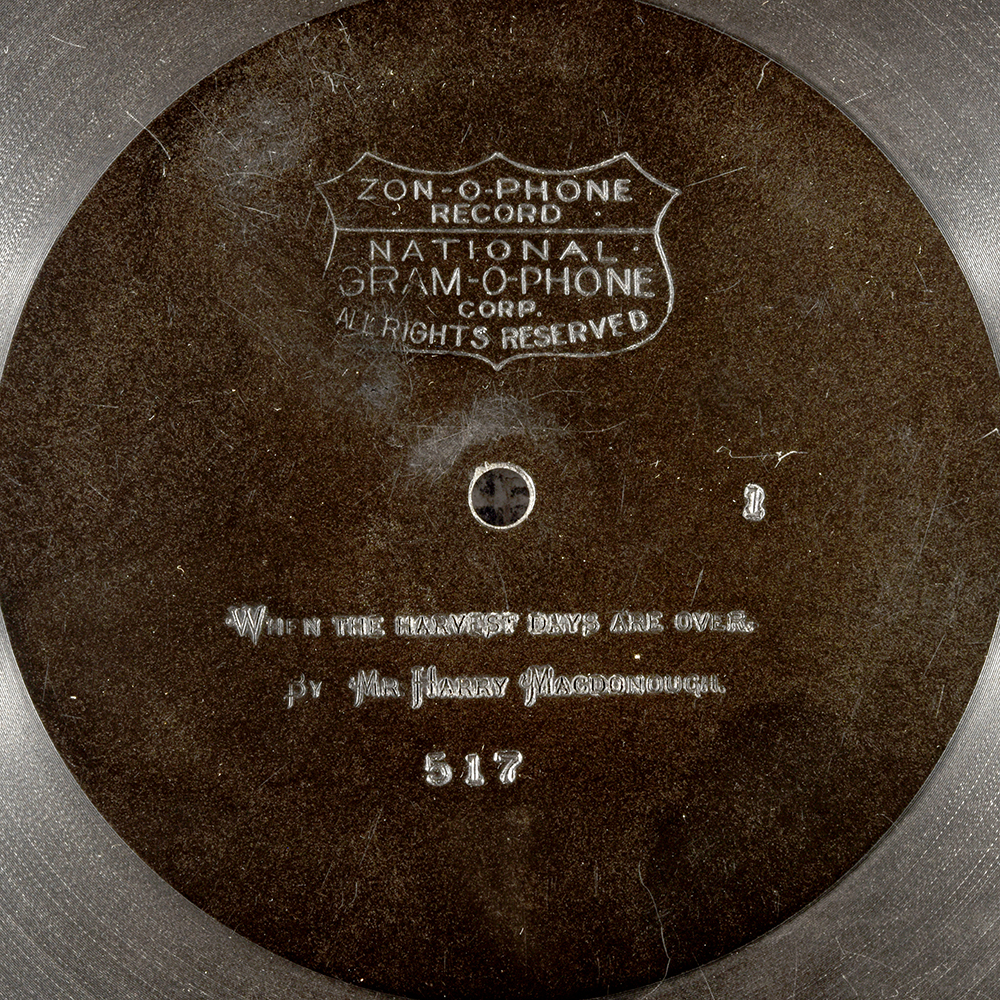 ZON-O-PHONE
RECORD
NATIONAL
GRAM-O-PHONE
CORP.
ALL RIGHTS RESERVED
1
WHEN THE HARVEST DAYS ARE OVER.
BY MR HARRY MACDONOUGH.
517